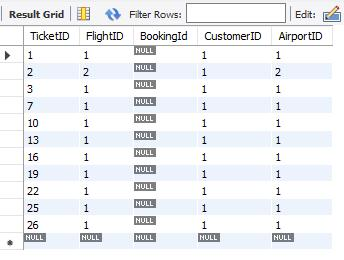 Result Grid Filter Rows: Edit:
TicketID FlightID BookingId CustomerID AirportID
1 1 NULL 1 1
2 2 NULL 1 2
3 1 NULL 1 1
7 1 NULL 1 1
10 1 NULL 1 1
13 1 NULL 1 1
16 1 NULL 1 1
19 1 NULL 1 1
22 1 NULL 1 1
25 1 NULL 1 1
26 1 NULL 1 1
NULL NULL NULL NULL NULL